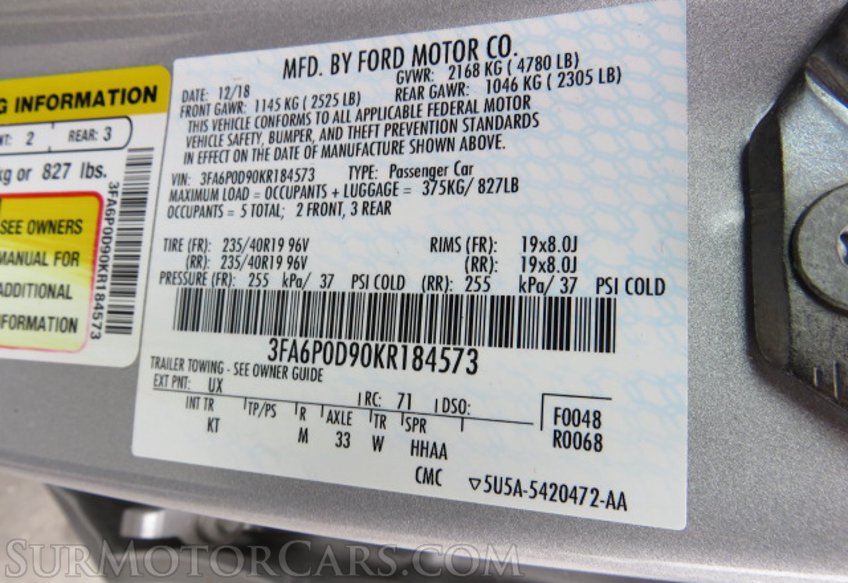 G INFORMATION
NT: 2 REAR: 3
kg or 827 lbs.
SEE OWNERS
MANUAL FOR
ADDITIONAL
NFORMATION
3FA6P0D90KR184573
MFD. BY FORD MOTOR CO.
DATE: 12/18 GVWR: 2168 KG ( 4780 LB)
FRONT GAWR: 1145 KG ( 2525 LB) REAR GAWR: 1046 KG ( 2305 LB)
THIS VEHICLE CONFORMS TO ALL APPLICABLE FEDERAL MOTOR
VEHICLE SAFETY, BUMPER, AND THEFT PREVENTION STANDARDS
IN EFFECT ON THE DATE OF MANUFACTURE SHOWN ABOVE.
VIN: 3FA6P0D90KR184573 TYPE: Passenger Car
MAXIMUM LOAD = OCCUPANTS + LUGGAGE = 375KG/ 827LB
OCCUPANTS = 5 TOTAL; 2 FRONT, 3 REAR
TIRE (FR): 235/40R19 96V RIMS (FR): 19x8.0J
(RR): 235/40R19 96V (RR): 19x8.0J
PRESSURE (FR): 255 kPa/ 37 PSI COLD (RR): 255 kPa/ 37 PSI COLD
3FA6P0D90KR184573
TRAILER TOWING - SEE OWNER GUIDE
EXT PNT: UX RC: 71 DSO: F0048
INT TR TP/PS R AXLE TR SPR R0068
KT M 33 W HHAA
CMC ▽5U5A-5420472-AA
SURMOTORCARS.COM